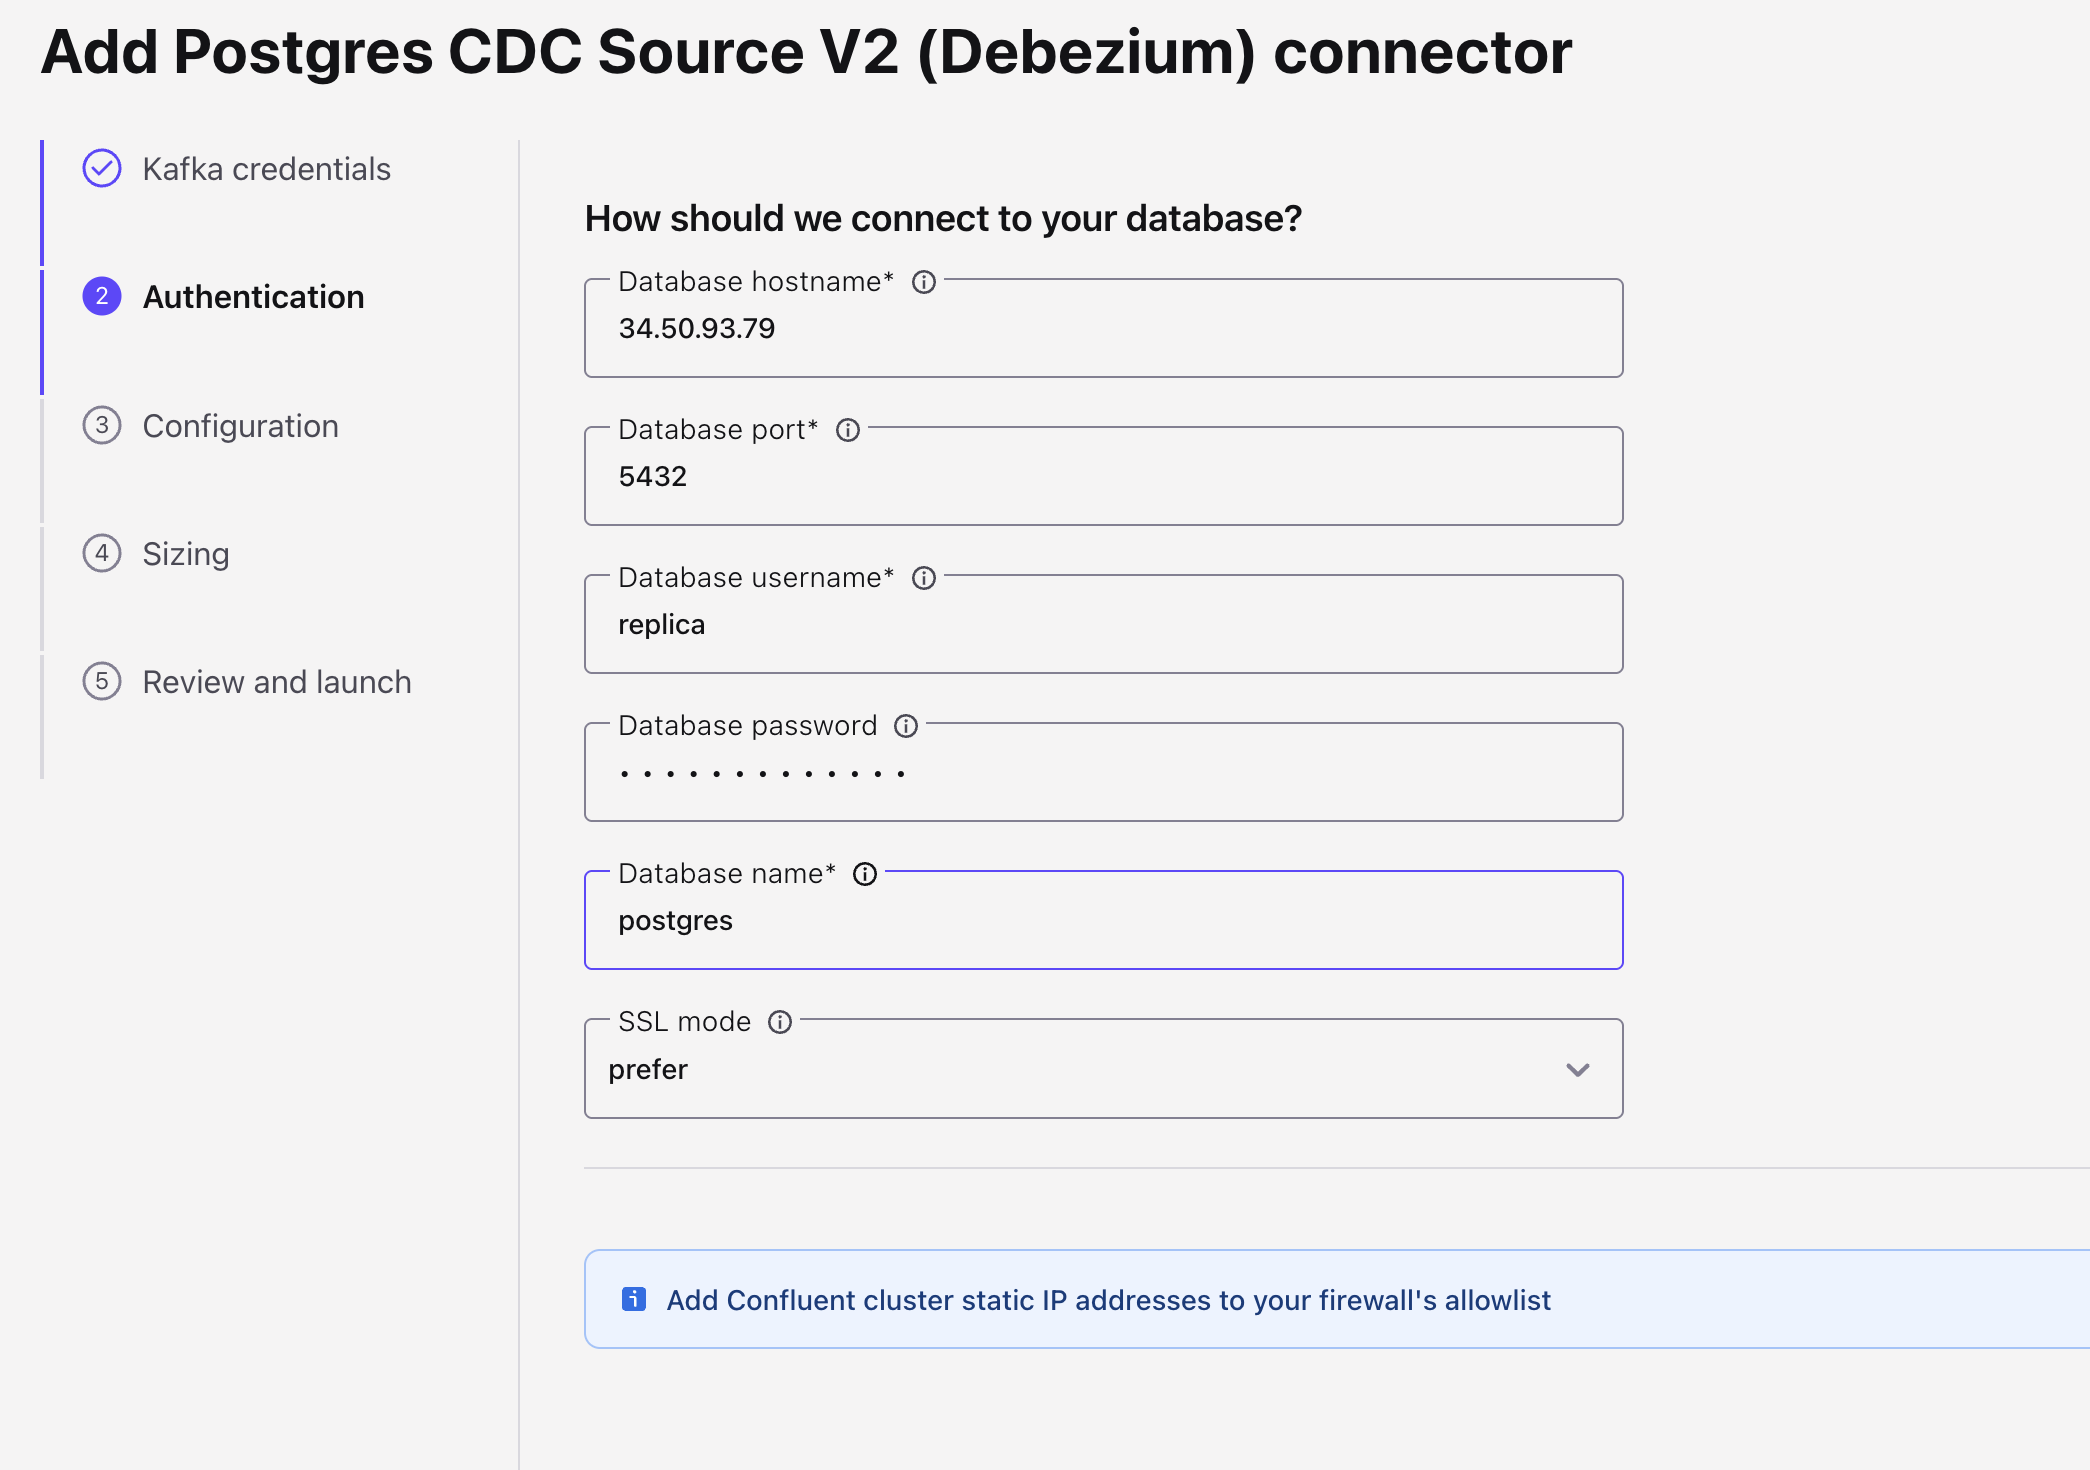 Add Postgres CDC Source V2 (Debezium) connector
Kafka credentials
2 Authentication
3 Configuration
4 Sizing
5 Review and launch
How should we connect to your database?
Database hostname*
34.50.93.79
Database port*
5432
Database username*
replica
Database password
• • • • • • • • • • • • •
Database name*
postgres
SSL mode
prefer
Add Confluent cluster static IP addresses to your firewall's allowlist